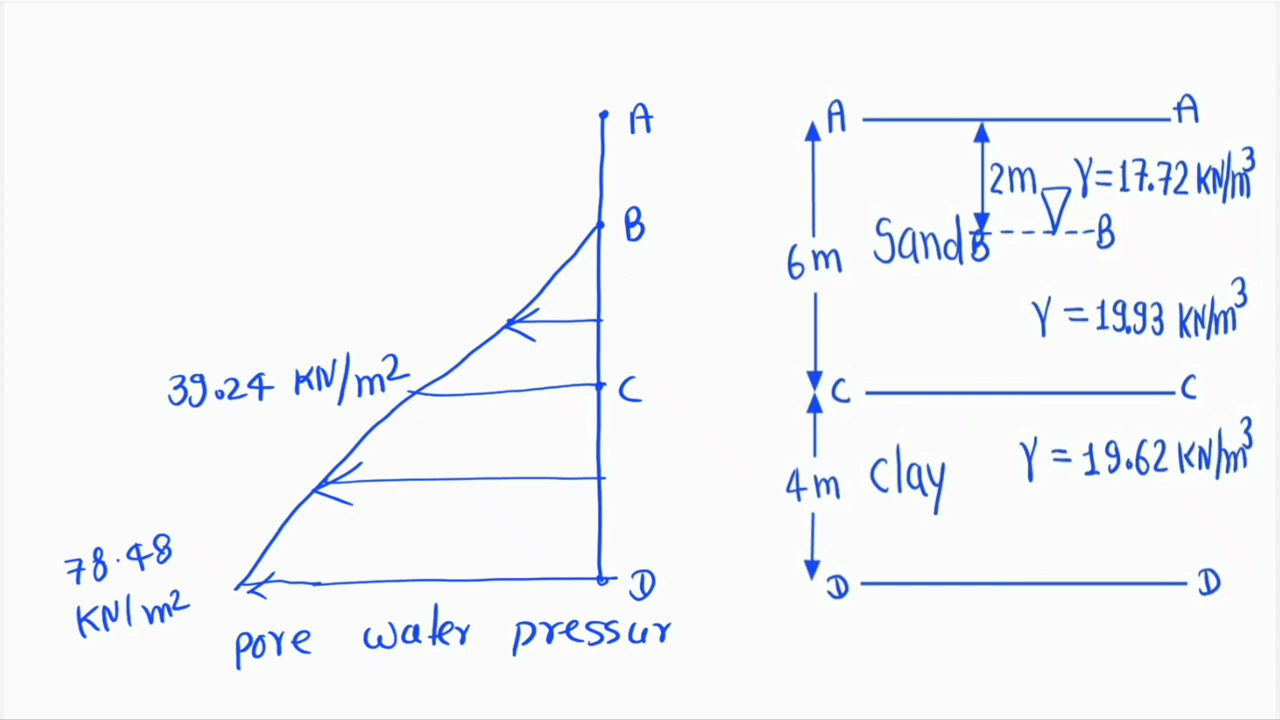 A
B
39.24 KN/m²
C
78.48
KN/m²
D
pore water pressur
A
A
2m
γ=17.72 KN/m³
6m
Sand
B
B
γ = 19.93 KN/m³
C
C
4m
Clay
γ = 19.62 KN/m³
D
D